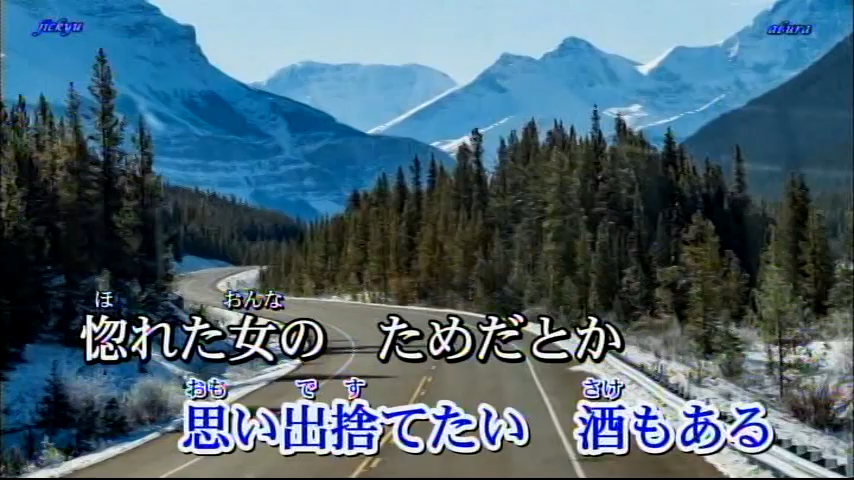 jickyu
abura
ほ おんな
惚れた女の ためだとか
おも で す さけ
思い出捨てたい 酒もある